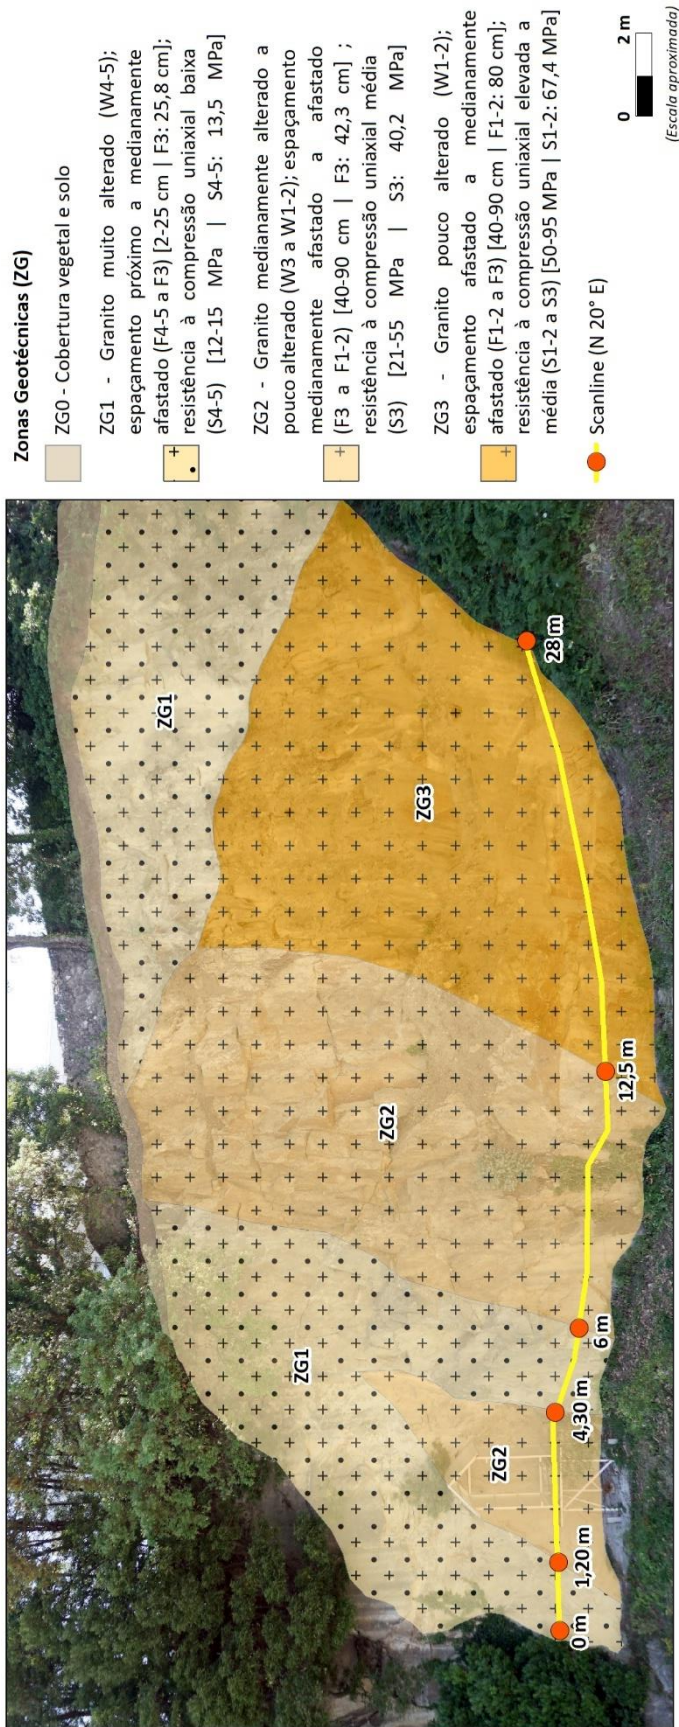 Zonas Geotécnicas (ZG)
ZG0 - Cobertura vegetal e solo
ZG1 - Granito muito alterado (W4-5);
espaçamento próximo a medianamente
afastado (F4-5 a F3) [2-25 cm | F3: 25,8 cm];
resistência à compressão uniaxial baixa
(S4-5) [12-15 MPa | S4-5: 13,5 MPa]
ZG2 - Granito medianamente alterado a
pouco alterado (W3 a W1-2); espaçamento
medianamente afastado a afastado
(F3 a F1-2) [40-90 cm | F3: 42,3 cm] ;
resistência à compressão uniaxial média
(S3) [21-55 MPa | S3: 40,2 MPa]
ZG3 - Granito pouco alterado (W1-2);
espaçamento afastado a medianamente
afastado (F1-2 a F3) [40-90 cm | F1-2: 80 cm];
resistência à compressão uniaxial elevada a
média (S1-2 a S3) [50-95 MPa | S1-2: 67,4 MPa]
Scanline (N 20° E)
0 2 m
(Escala aproximada)
ZG1
ZG1
ZG2
ZG3
ZG2
0 m
1,20 m
4,30 m
6 m
12,5 m
28 m